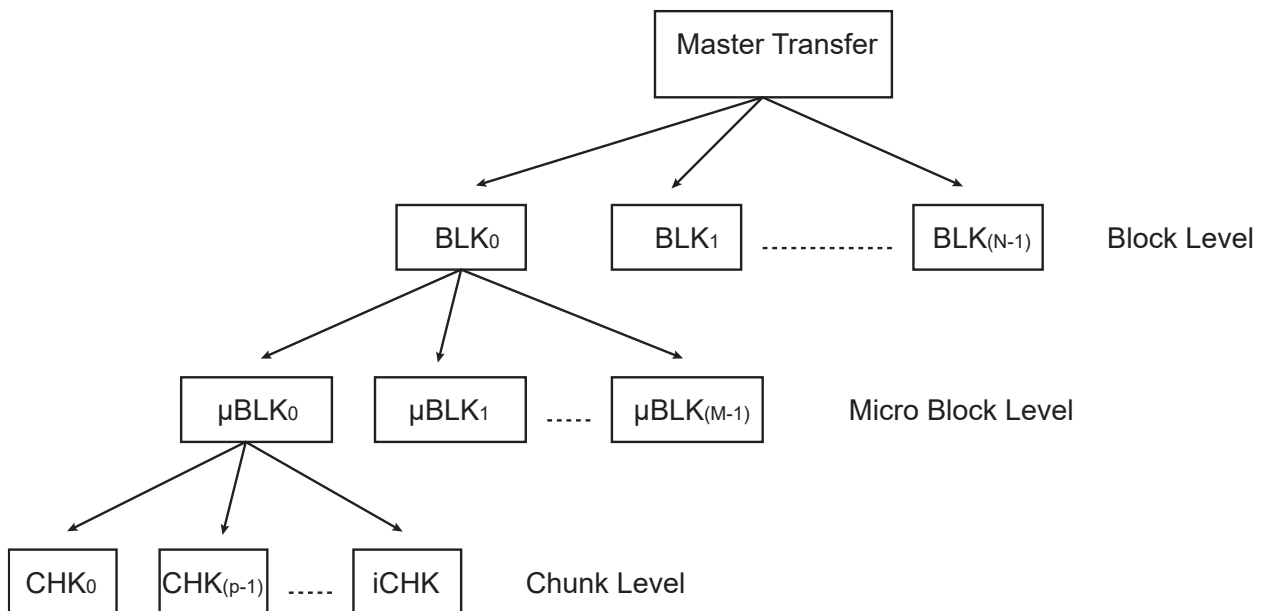 Master Transfer
BLK0 BLK1 BLK(N-1) Block Level
µBLK0 µBLK1 µBLK(M-1) Micro Block Level
CHK0 CHK(p-1) iCHK Chunk Level